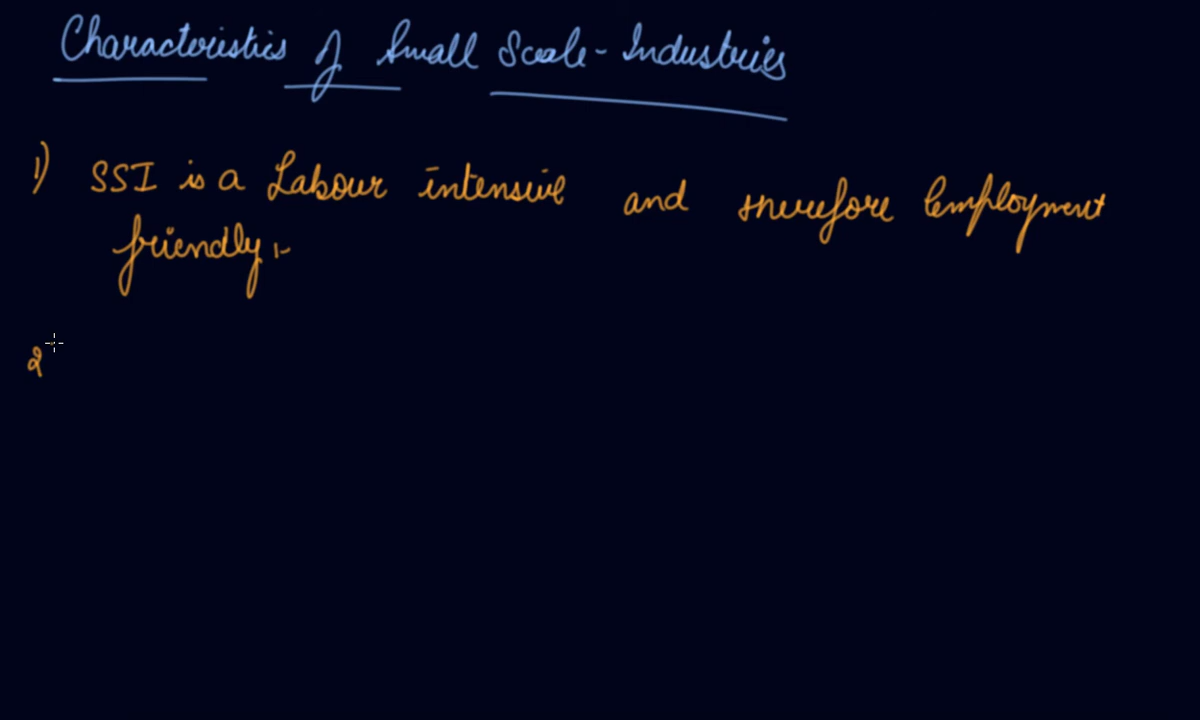 Characteristics of Small Scale-Industries
1) SSI is a Labour intensive and therefore employment
friendly.
2